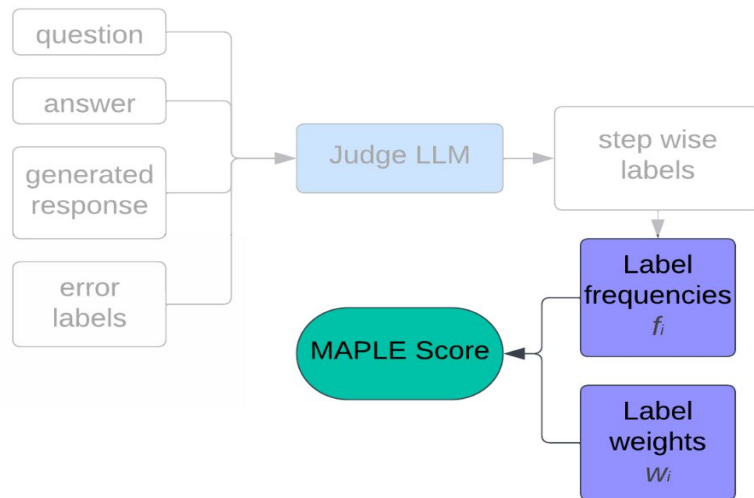 question
answer
generated
response
error
labels
Judge LLM
step wise
labels
Label
frequencies
fᵢ
Label
weights
wᵢ
MAPLE Score